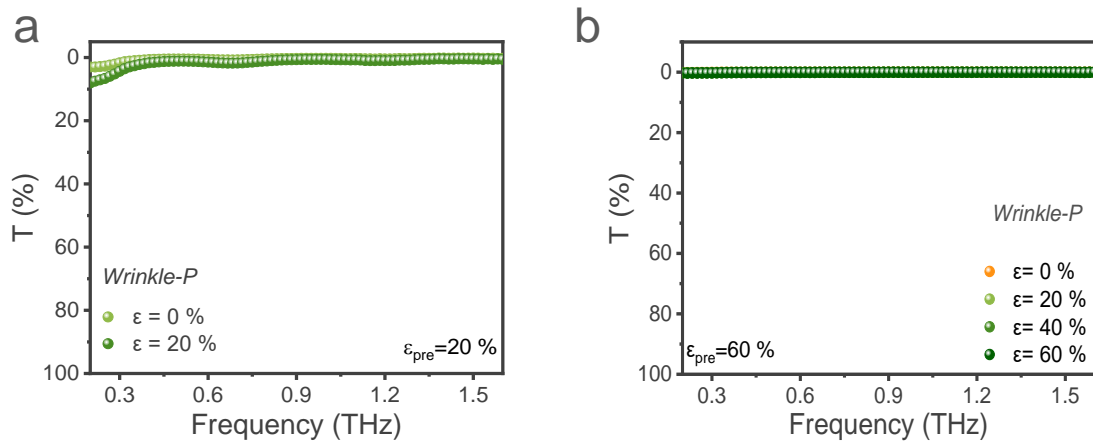 a
0
20
40
60
80
100
T (%)
Wrinkle-P
ε = 0 %
ε = 20 %
εpre=20 %
0.3 0.6 0.9 1.2 1.5
Frequency (THz)
b
0
20
40
60
80
100
T (%)
Wrinkle-P
ε= 0 %
ε= 20 %
ε= 40 %
ε= 60 %
εpre=60 %
0.3 0.6 0.9 1.2 1.5
Frequency (THz)